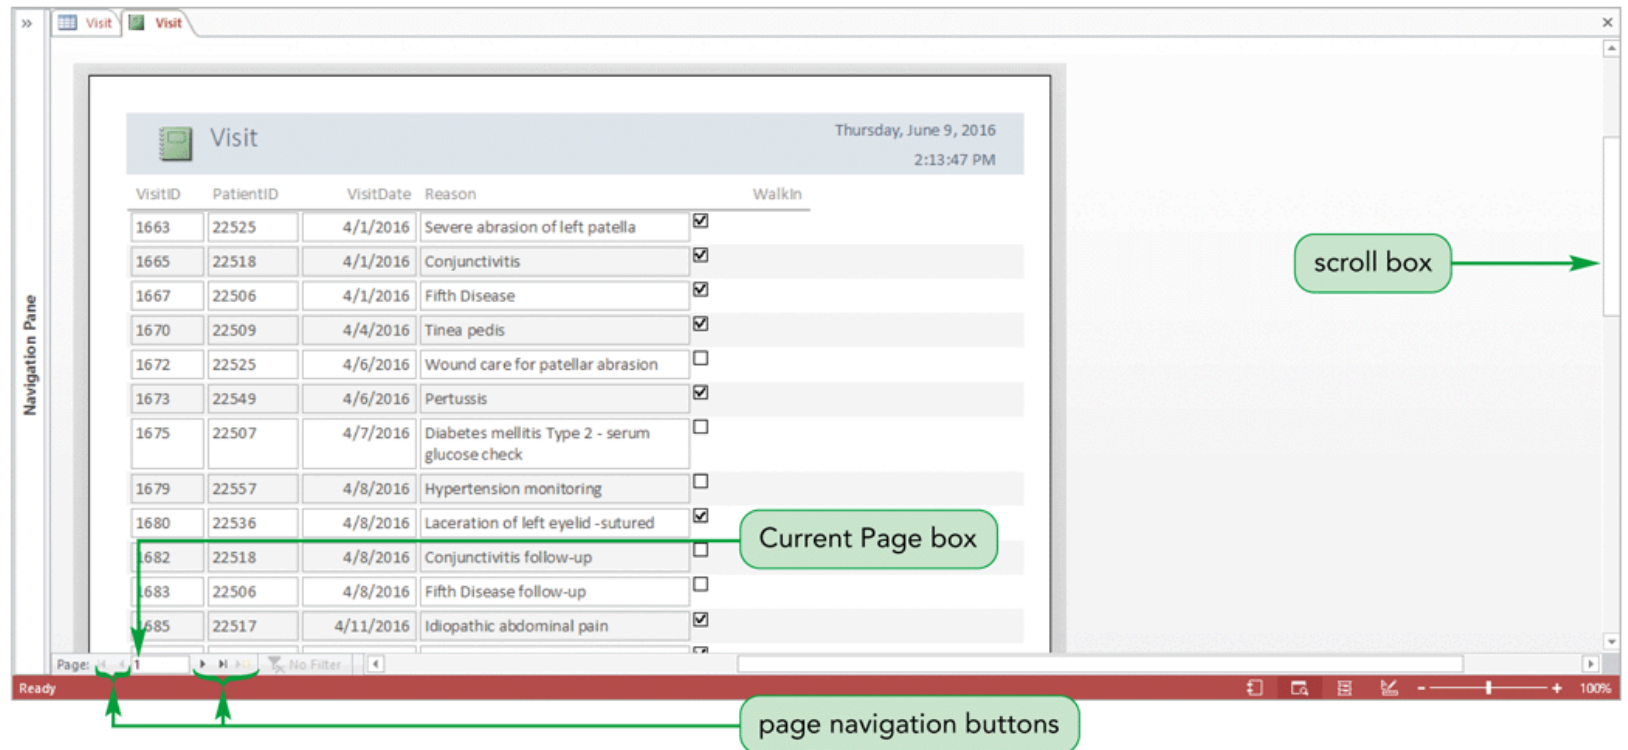 » Visit Visit ×
Visit
Thursday, June 9, 2016
2:13:47 PM
VisitID PatientID VisitDate Reason WalkIn
1663 22525 4/1/2016 Severe abrasion of left patella
1665 22518 4/1/2016 Conjunctivitis
scroll box
1667 22506 4/1/2016 Fifth Disease
1670 22509 4/4/2016 Tinea pedis
1672 22525 4/6/2016 Wound care for patellar abrasion
1673 22549 4/6/2016 Pertussis
Navigation Pane
1675 22507 4/7/2016 Diabetes mellitis Type 2 - serum
glucose check
1679 22557 4/8/2016 Hypertension monitoring
1680 22536 4/8/2016 Laceration of left eyelid -sutured
Current Page box
1682 22518 4/8/2016 Conjunctivitis follow-up
1683 22506 4/8/2016 Fifth Disease follow-up
1685 22517 4/11/2016 Idiopathic abdominal pain
Page: 1 No Filter
Ready 100%
page navigation buttons